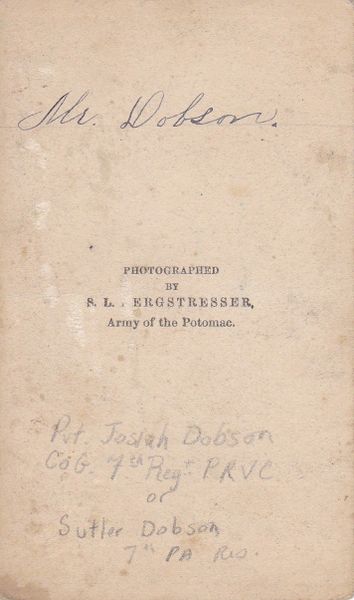 Mr. Dobson.
PHOTOGRAPHED
BY
S. L. . ERGSTRESSER,
Army of the Potomac.
Pvt. Josiah Dobson
Co G. 7th Regt PRVC
or
Sutler Dobson
7th PA Res.